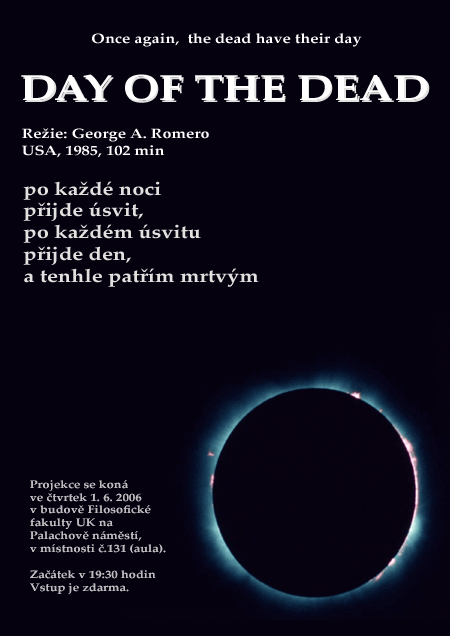 Once again, the dead have their day
DAY OF THE DEAD
Režie: George A. Romero
USA, 1985, 102 min
po každé noci
přijde úsvit,
po každém úsvitu
přijde den,
a tenhle patřím mrtvým
Projekce se koná
ve čtvrtek 1. 6. 2006
v budově Filosofické
fakulty UK na
Palachově náměstí,
v místnosti č.131 (aula).
Začátek v 19:30 hodin
Vstup je zdarma.